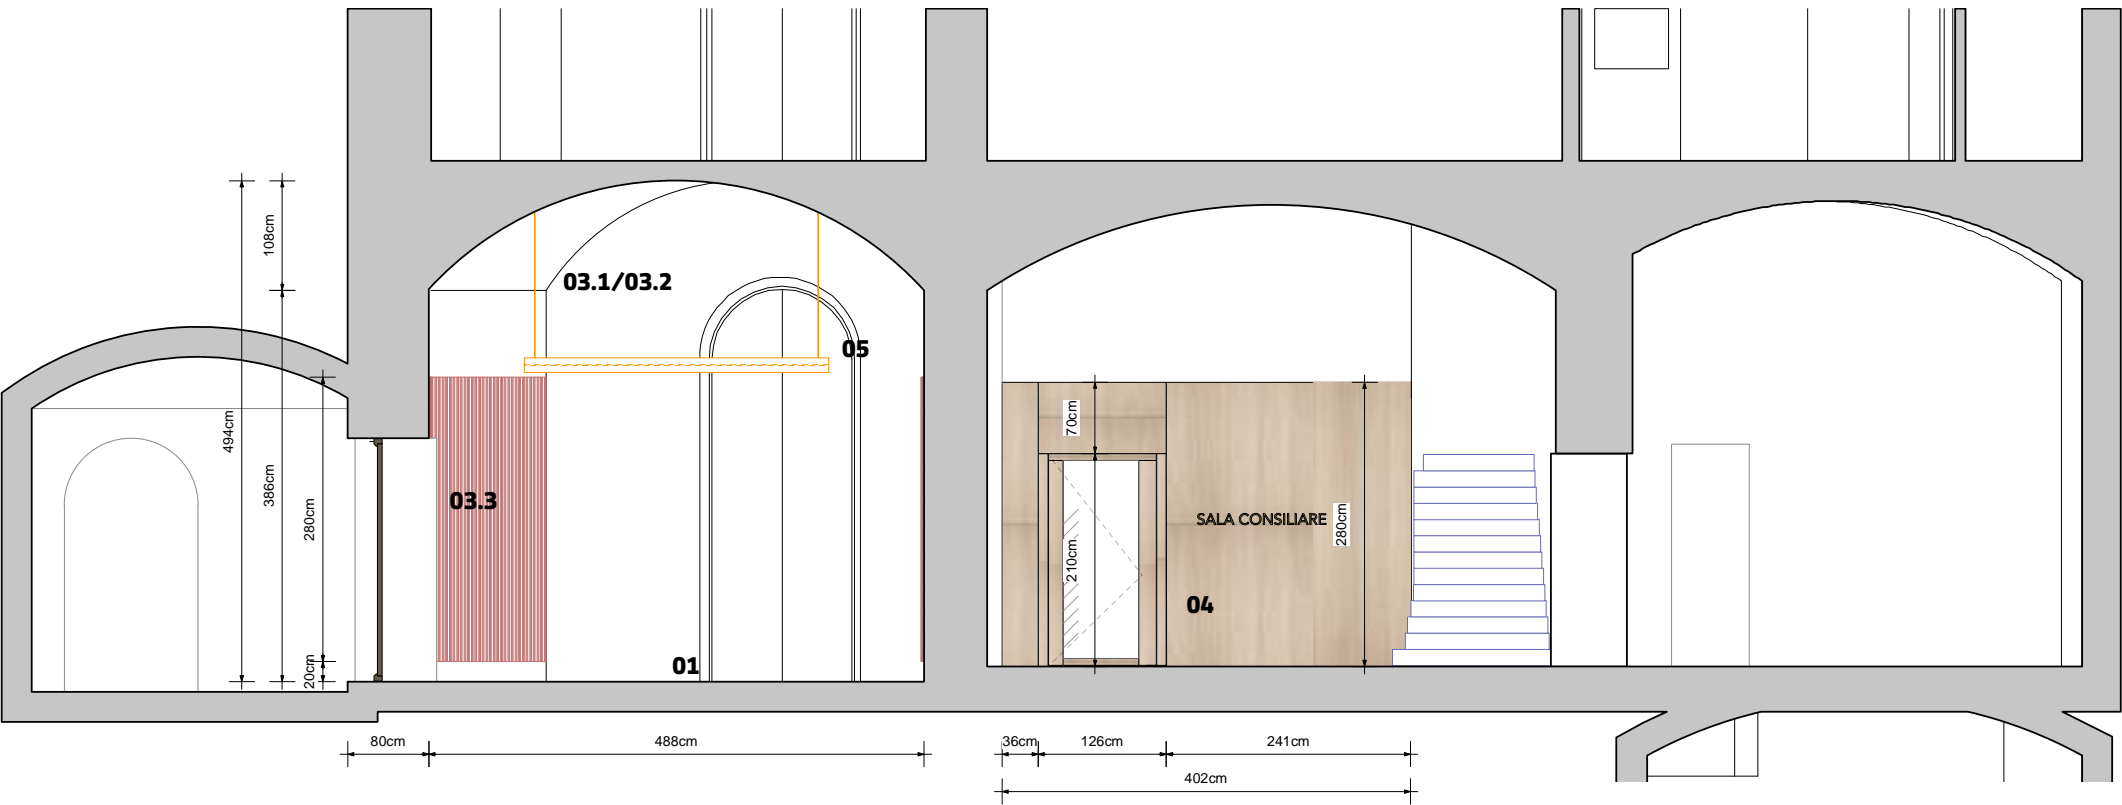 108cm
494cm
386cm
280cm
20cm
03.1/03.2
05
03.3
01
70cm
210cm
SALA CONSILIARE
280cm
04
80cm
488cm
36cm
126cm
241cm
402cm